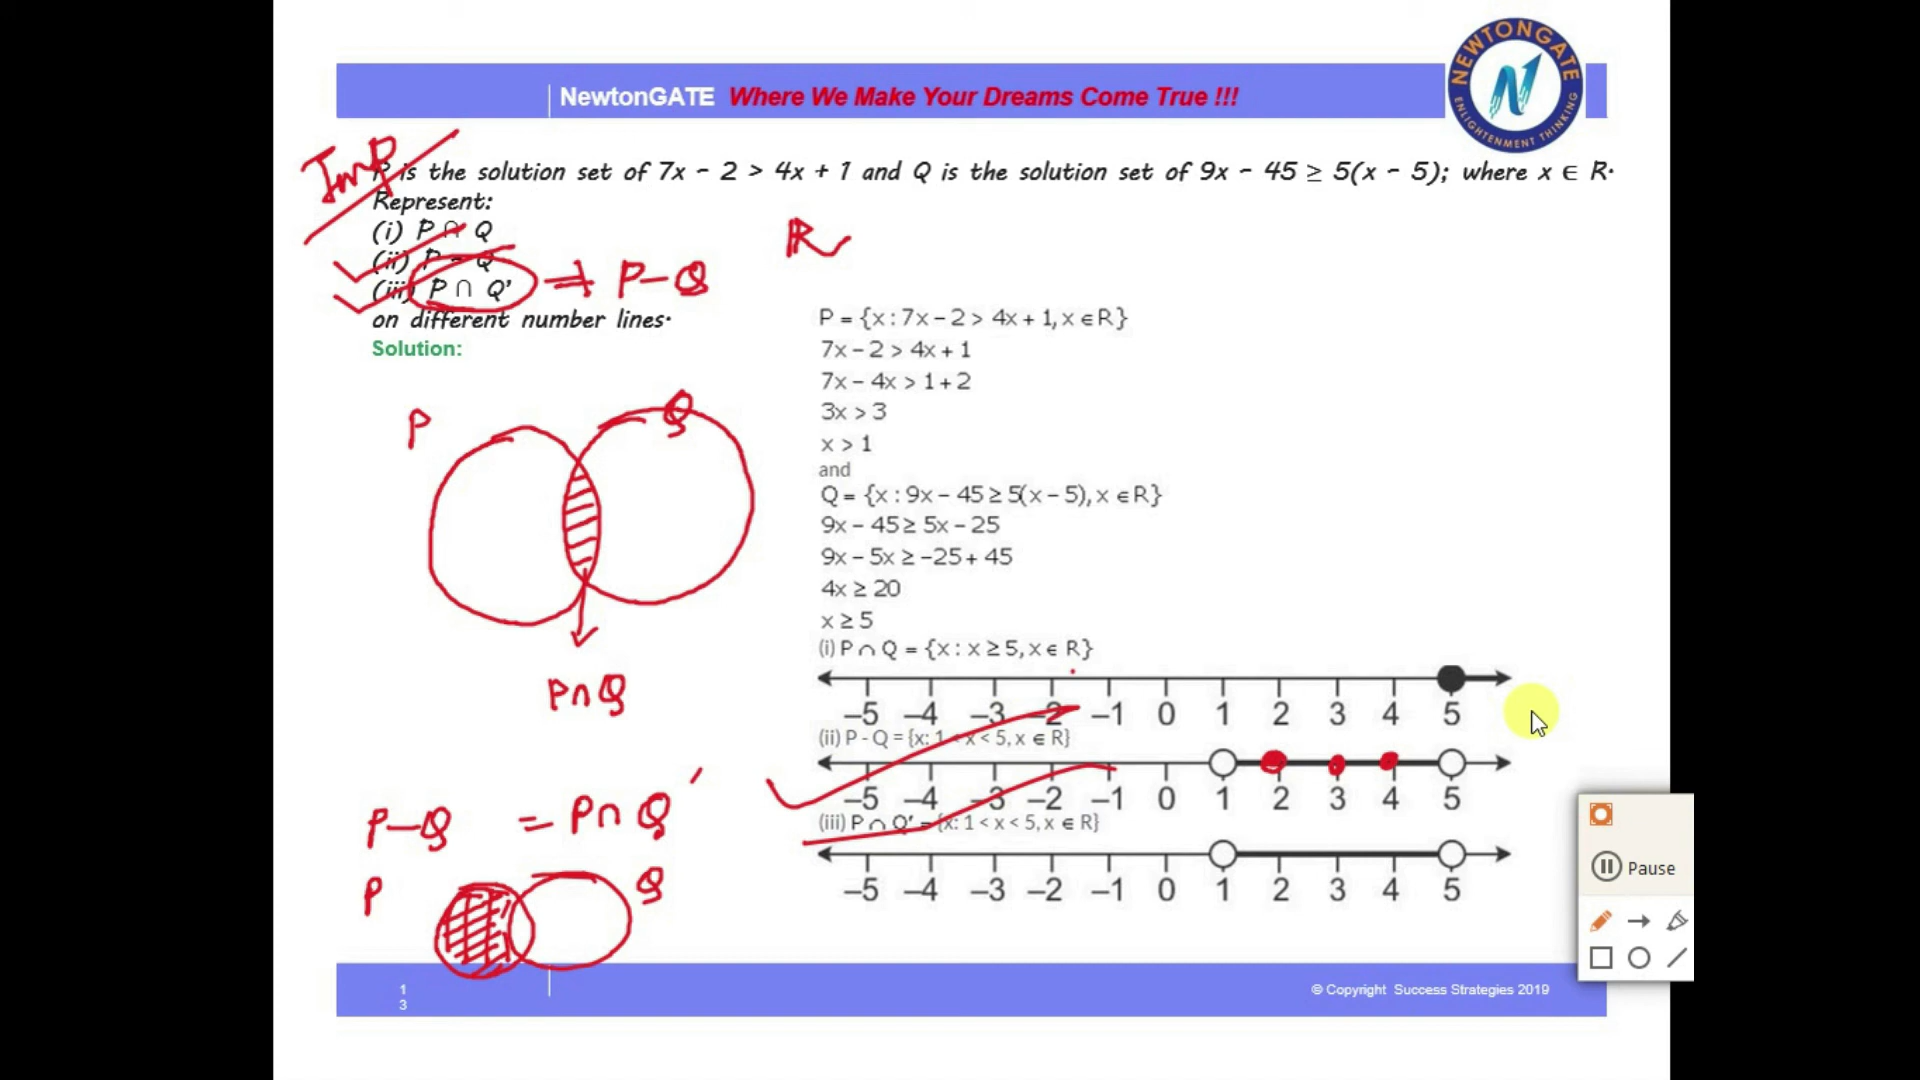 NewtonGATE Where We Make Your Dreams Come True !!!
NEWTONGATE
ENLIGHTENMENT THINKING
Imp
P is the solution set of 7x - 2 > 4x + 1 and Q is the solution set of 9x - 45 ≥ 5(x - 5); where x ∈ R.
Represent:
(i) P ∩ Q
(ii) P - Q
(iii) P ∩ Q' ⇒ P - Q
on different number lines.
Solution:
R
P = {x : 7x - 2 > 4x + 1, x ∈ R}
7x - 2 > 4x + 1
7x - 4x > 1 + 2
3x > 3
x > 1
and
Q = {x : 9x - 45 ≥ 5(x - 5), x ∈ R}
9x - 45 ≥ 5x - 25
9x - 5x ≥ -25 + 45
4x ≥ 20
x ≥ 5
(i) P ∩ Q = {x : x ≥ 5, x ∈ R}
-5 -4 -3 -2 -1 0 1 2 3 4 5
(ii) P - Q = {x: 1 < x < 5, x ∈ R}
-5 -4 -3 -2 -1 0 1 2 3 4 5
(iii) P ∩ Q' = {x: 1 < x < 5, x ∈ R}
-5 -4 -3 -2 -1 0 1 2 3 4 5
P Q
P ∩ Q
P - Q = P ∩ Q'
P Q
Pause
1
3
© Copyright Success Strategies 2019